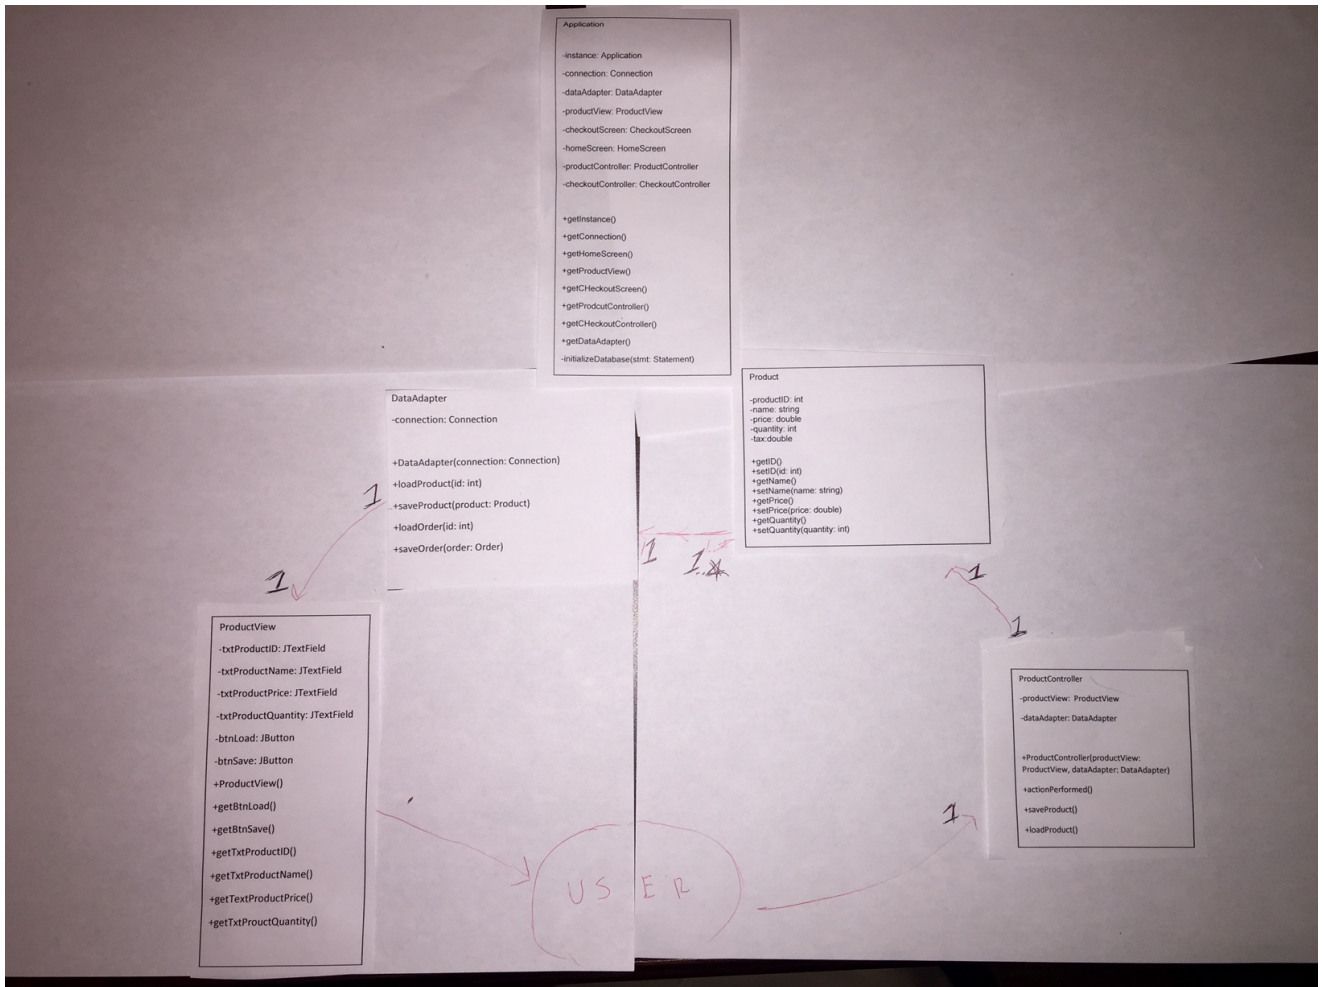 Application
-instance: Application
-connection: Connection
-dataAdapter: DataAdapter
-productView: ProductView
-checkoutScreen: CheckoutScreen
-homeScreen: HomeScreen
-productController: ProductController
-checkoutController: CheckoutController
+getInstance()
+getConnection()
+getHomeScreen()
+getProductView()
+getCHeckoutScreen()
+getProdcutController()
+getCHeckoutController()
+getDataAdapter()
-initializeDatabase(stmt: Statement)
DataAdapter
-connection: Connection
+DataAdapter(connection: Connection)
+loadProduct(id: int)
+saveProduct(product: Product)
+loadOrder(id: int)
+saveOrder(order: Order)
1
1
Product
-productID: int
-name: string
-price: double
-quantity: int
-tax:double
+getID()
+setID(id: int)
+getName()
+setName(name: string)
+getPrice()
+setPrice(price: double)
+getQuantity()
+setQuantity(quantity: int)
1
1..*
1
1
ProductView
-txtProductID: JTextField
-txtProductName: JTextField
-txtProductPrice: JTextField
-txtProductQuantity: JTextField
-btnLoad: JButton
-btnSave: JButton
+ProductView()
+getBtnLoad()
+getBtnSave()
+getTxtProductID()
+getTxtProductName()
+getTextProductPrice()
+getTxtProuctQuantity()
USER
1
ProductController
-productView: ProductView
-dataAdapter: DataAdapter
+ProductController(productView:
ProductView, dataAdapter: DataAdapter)
+actionPerformed()
+saveProduct()
+loadProduct()